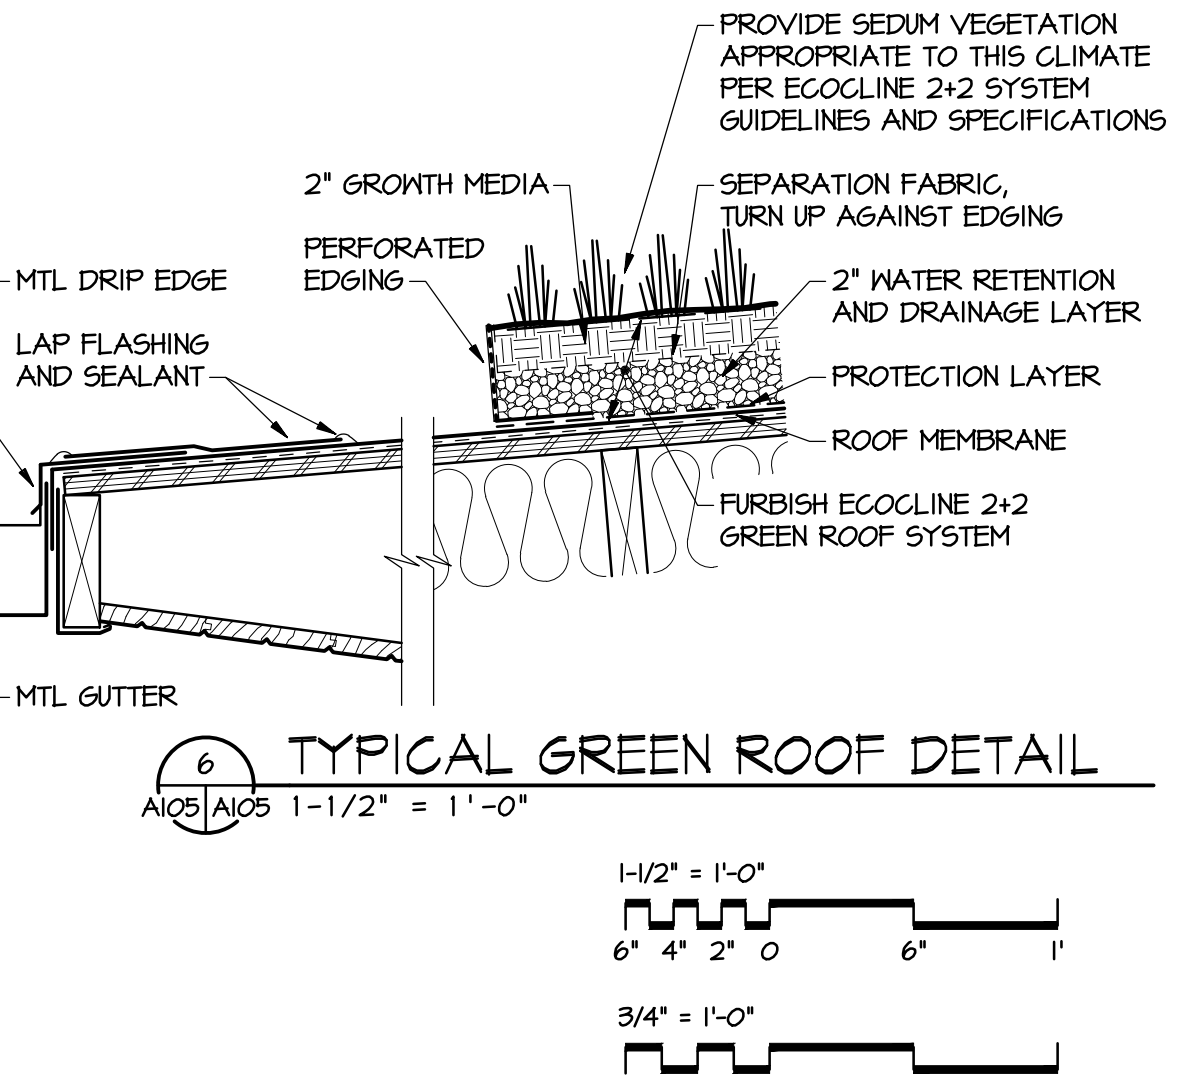 PROVIDE SEDUM VEGETATION
APPROPRIATE TO THIS CLIMATE
PER ECOCLINE 2+2 SYSTEM
GUIDELINES AND SPECIFICATIONS
2" GROWTH MEDIA
SEPARATION FABRIC,
TURN UP AGAINST EDGING
PERFORATED
EDGING
MTL DRIP EDGE
2" WATER RETENTION
AND DRAINAGE LAYER
LAP FLASHING
AND SEALANT
PROTECTION LAYER
ROOF MEMBRANE
FURBISH ECOCLINE 2+2
GREEN ROOF SYSTEM
MTL GUTTER
6
A105 A105
TYPICAL GREEN ROOF DETAIL
1-1/2" = 1'-0"
1-1/2" = 1'-0"
6" 4" 2" 0 6" 1'
3/4" = 1'-0"